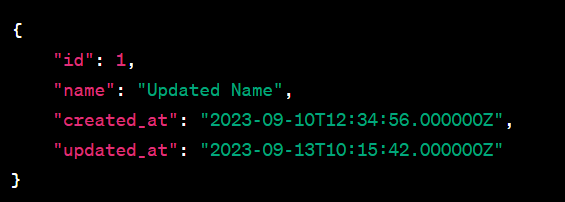 {
    "id": 1,
    "name": "Updated Name",
    "created_at": "2023-09-10T12:34:56.000000Z",
    "updated_at": "2023-09-13T10:15:42.000000Z"
}